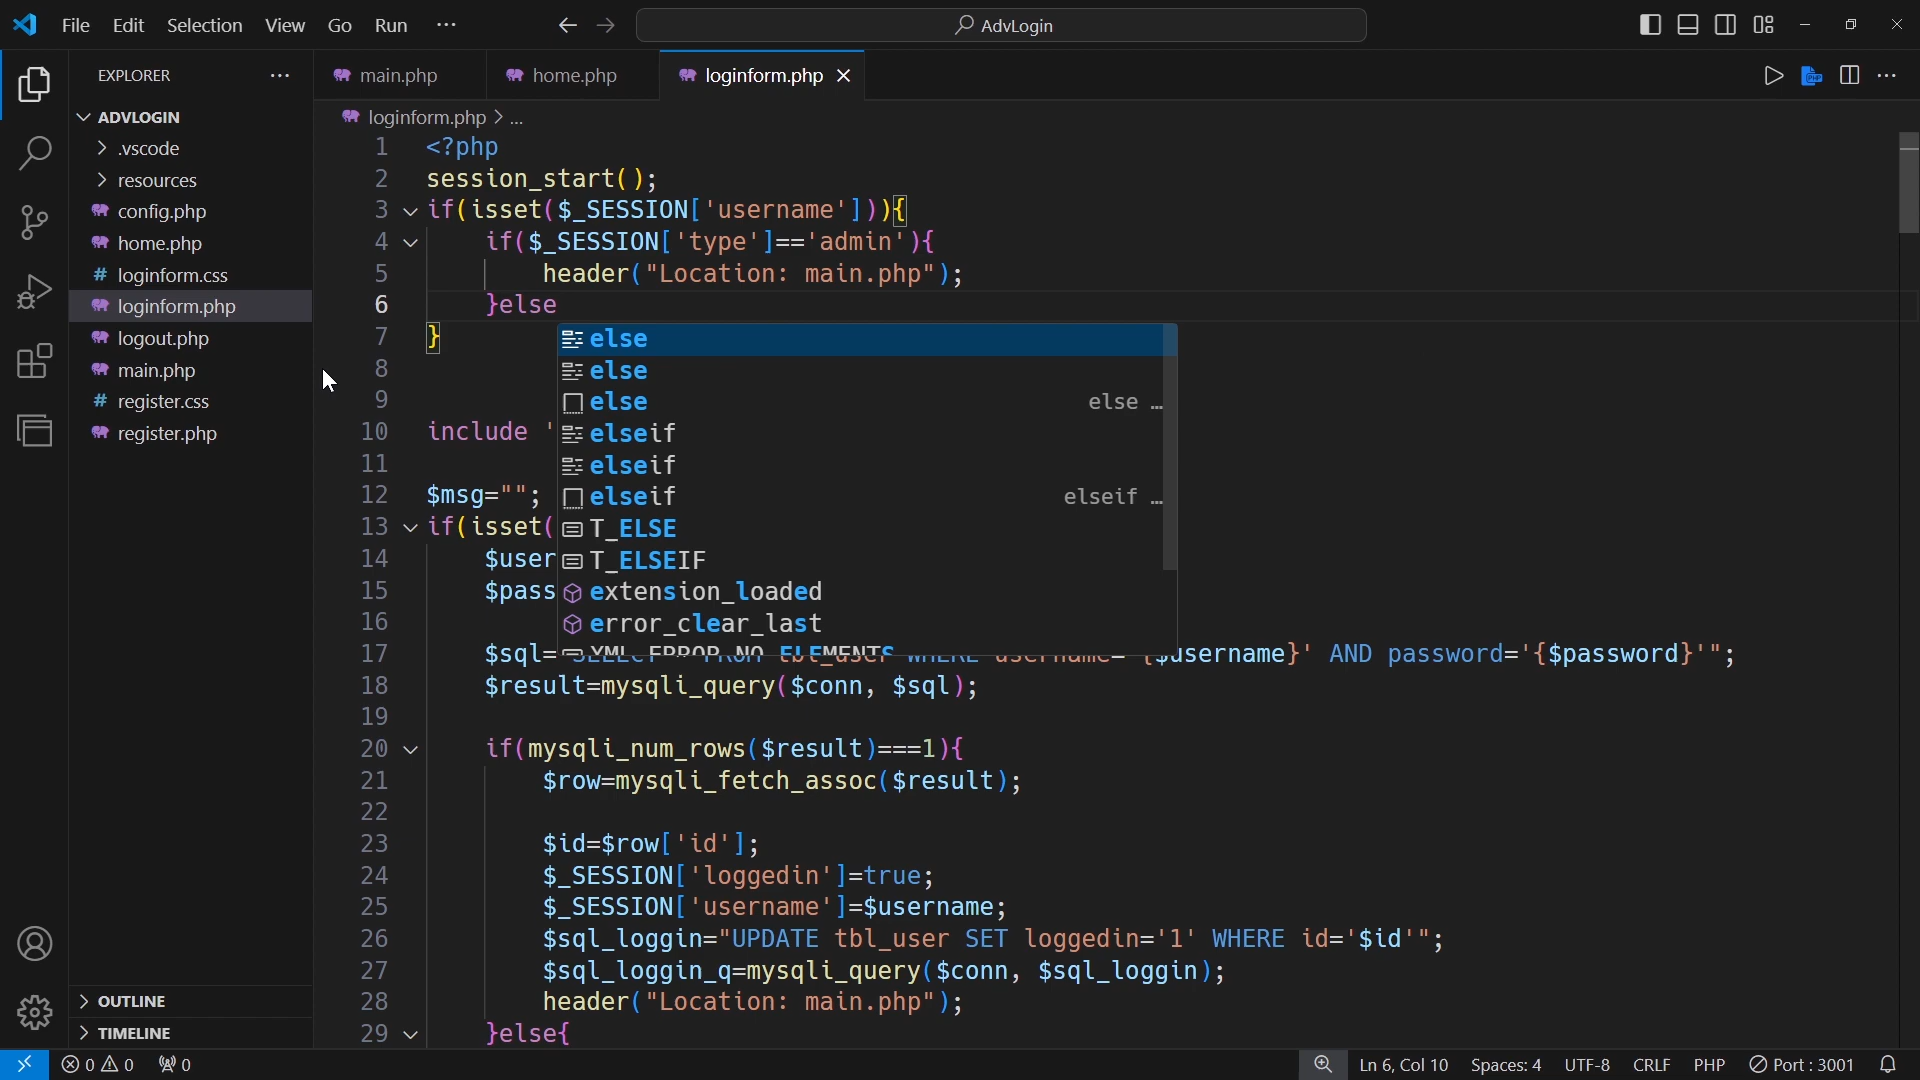 File Edit Selection View Go Run ···
AdvLogin
EXPLORER ···
main.php
home.php
loginform.php
ADVLOGIN
.vscode
resources
config.php
home.php
loginform.css
loginform.php
logout.php
main.php
register.css
register.php
OUTLINE
TIMELINE
loginform.php > ...
1 <?php
2 session_start();
3 if(isset($_SESSION['username'])){
4 if($_SESSION['type']=='admin'){
5 header("Location: main.php");
6 }else
7 }
8
9
10 include '
11
12 $msg="";
13 if(isset(
14 $user
15 $pass
16
else
else
else else ...
elseif
elseif
elseif elseif ...
T_ELSE
T_ELSEIF
extension_loaded
error_clear_last
XML_ERROR_NO_ELEMENTS
17 $sql="SELECT * FROM tbl_user WHERE username='{$username}' AND password='{$password}'";
18 $result=mysqli_query($conn, $sql);
19
20 if(mysqli_num_rows($result)===1){
21 $row=mysqli_fetch_assoc($result);
22
23 $id=$row['id'];
24 $_SESSION['loggedin']=true;
25 $_SESSION['username']=$username;
26 $sql_loggin="UPDATE tbl_user SET loggedin='1' WHERE id='$id'";
27 $sql_loggin_q=mysqli_query($conn, $sql_loggin);
28 header("Location: main.php");
29 }else{
0 0 0 Ln 6, Col 10 Spaces: 4 UTF-8 CRLF PHP Port : 3001